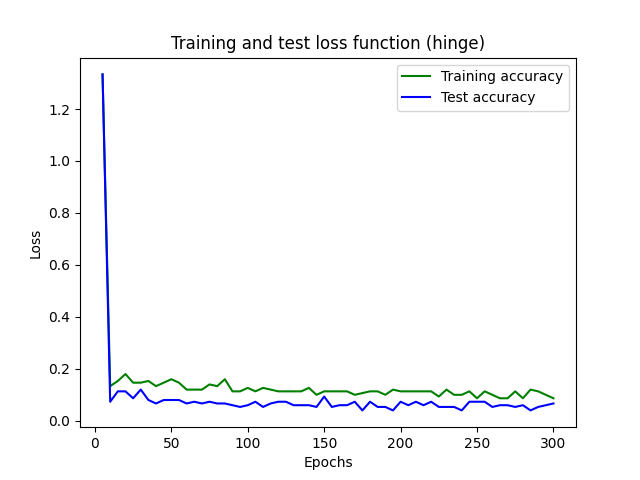 Training and test loss function (hinge)
Training accuracy
Test accuracy
Loss
1.2
1.0
0.8
0.6
0.4
0.2
0.0
0 50 100 150 200 250 300
Epochs